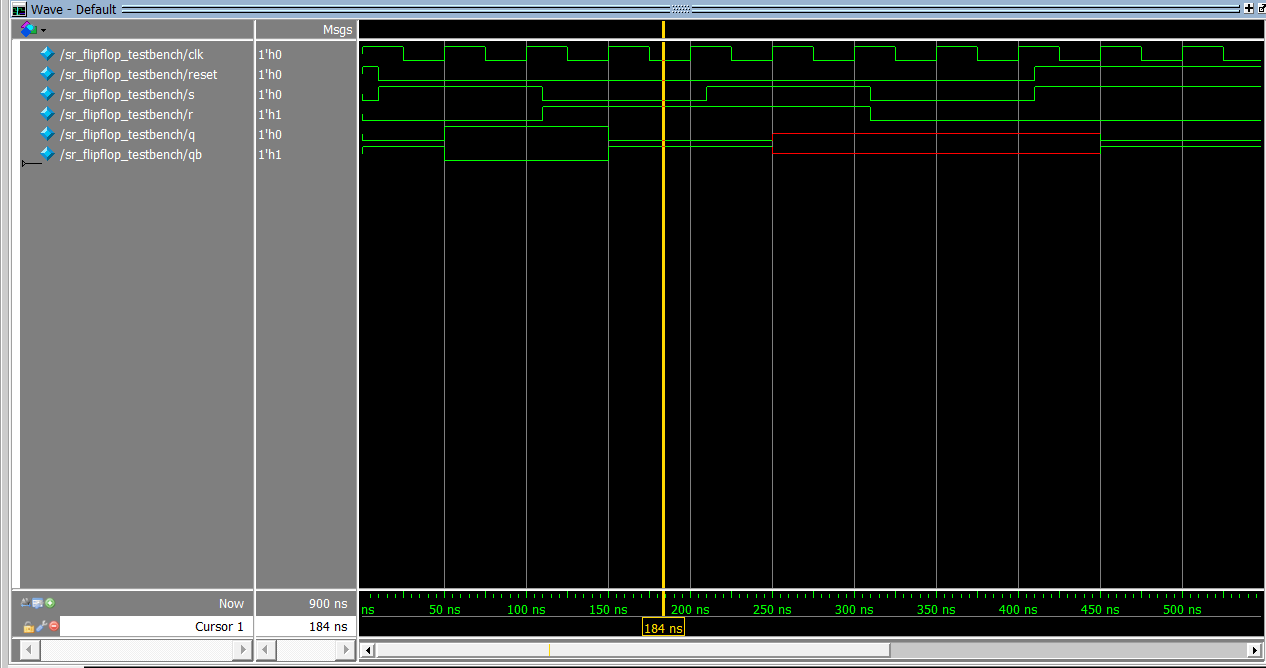 Wave - Default
Msgs
/sr_flipflop_testbench/clk 1'h0
/sr_flipflop_testbench/reset 1'h0
/sr_flipflop_testbench/s 1'h0
/sr_flipflop_testbench/r 1'h1
/sr_flipflop_testbench/q 1'h0
/sr_flipflop_testbench/qb 1'h1
Now 900 ns ns 50 ns 100 ns 150 ns 200 ns 250 ns 300 ns 350 ns 400 ns 450 ns 500 ns
Cursor 1 184 ns 184 ns